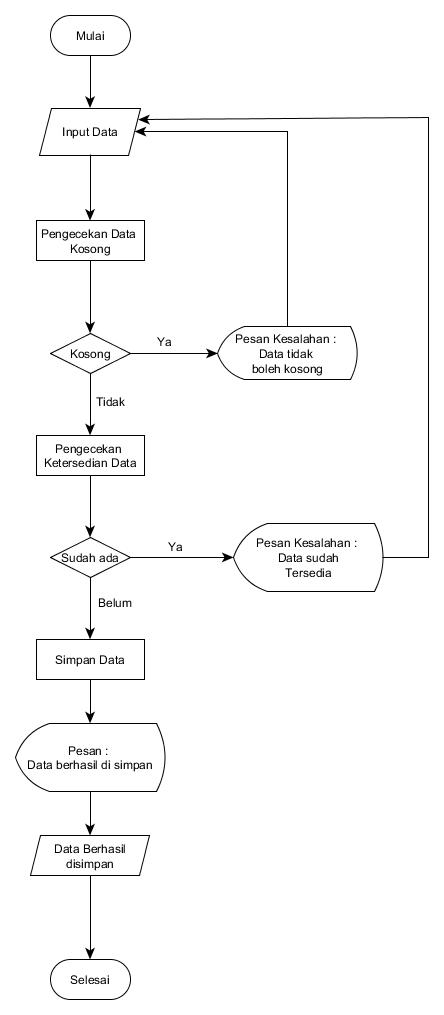 Mulai
Input Data
Pengecekan Data
Kosong
Kosong
Ya
Pesan Kesalahan :
Data tidak
boleh kosong
Tidak
Pengecekan
Ketersedian Data
Sudah ada
Ya
Pesan Kesalahan :
Data sudah
Tersedia
Belum
Simpan Data
Pesan :
Data berhasil di simpan
Data Berhasil
disimpan
Selesai